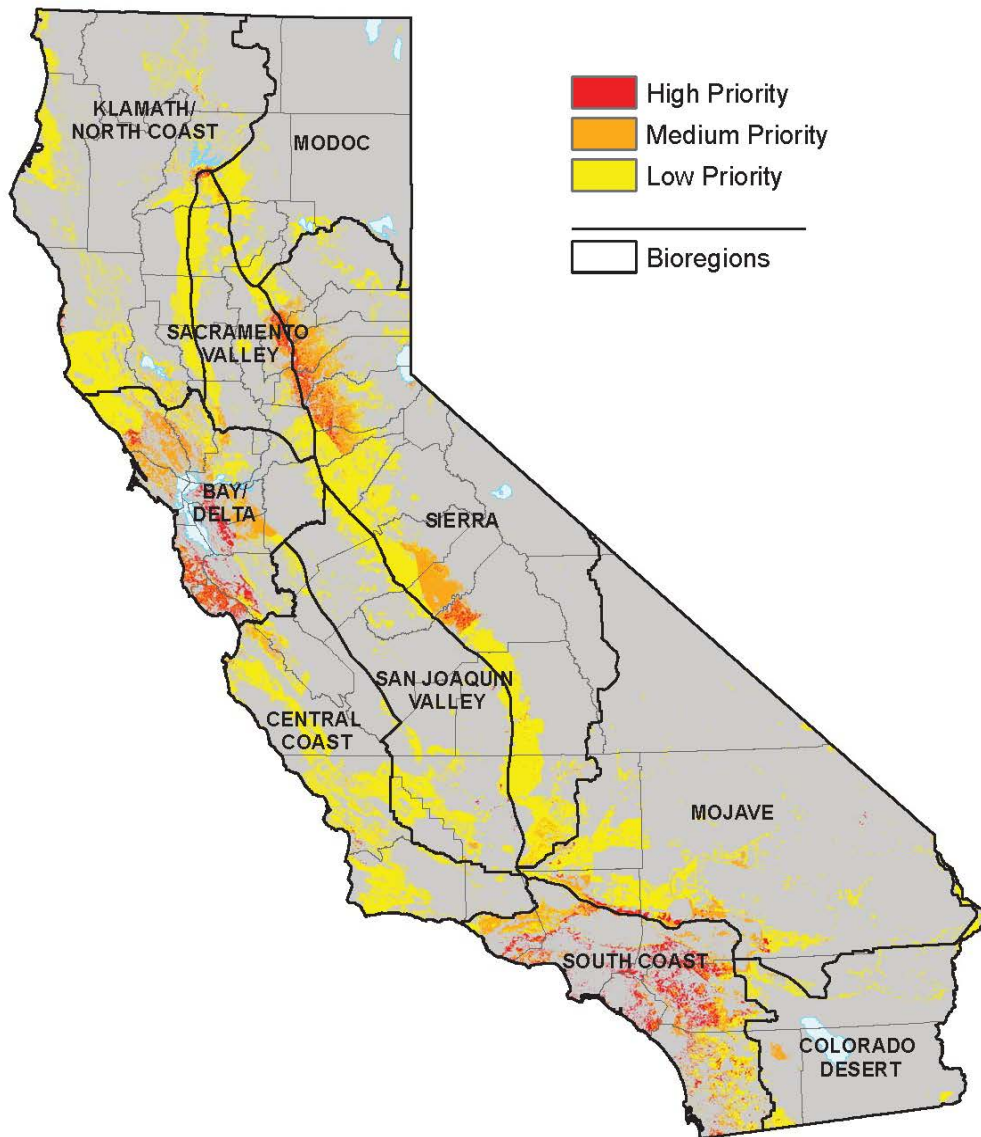 High Priority
Medium Priority
Low Priority
Bioregions
KLAMATH/
NORTH COAST
MODOC
SACRAMENTO
VALLEY
BAY/
DELTA
SIERRA
SAN JOAQUIN
VALLEY
CENTRAL
COAST
MOJAVE
SOUTH COAST
COLORADO
DESERT